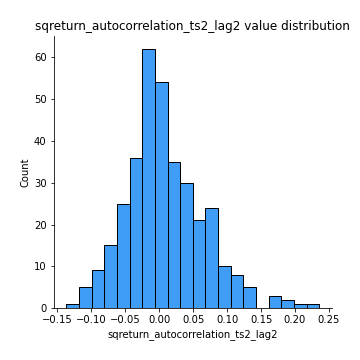 sqreturn_autocorrelation_ts2_lag2 value distribution
60
50
40
30
20
10
0
Count
−0.15 −0.10 −0.05 0.00 0.05 0.10 0.15 0.20 0.25
sqreturn_autocorrelation_ts2_lag2